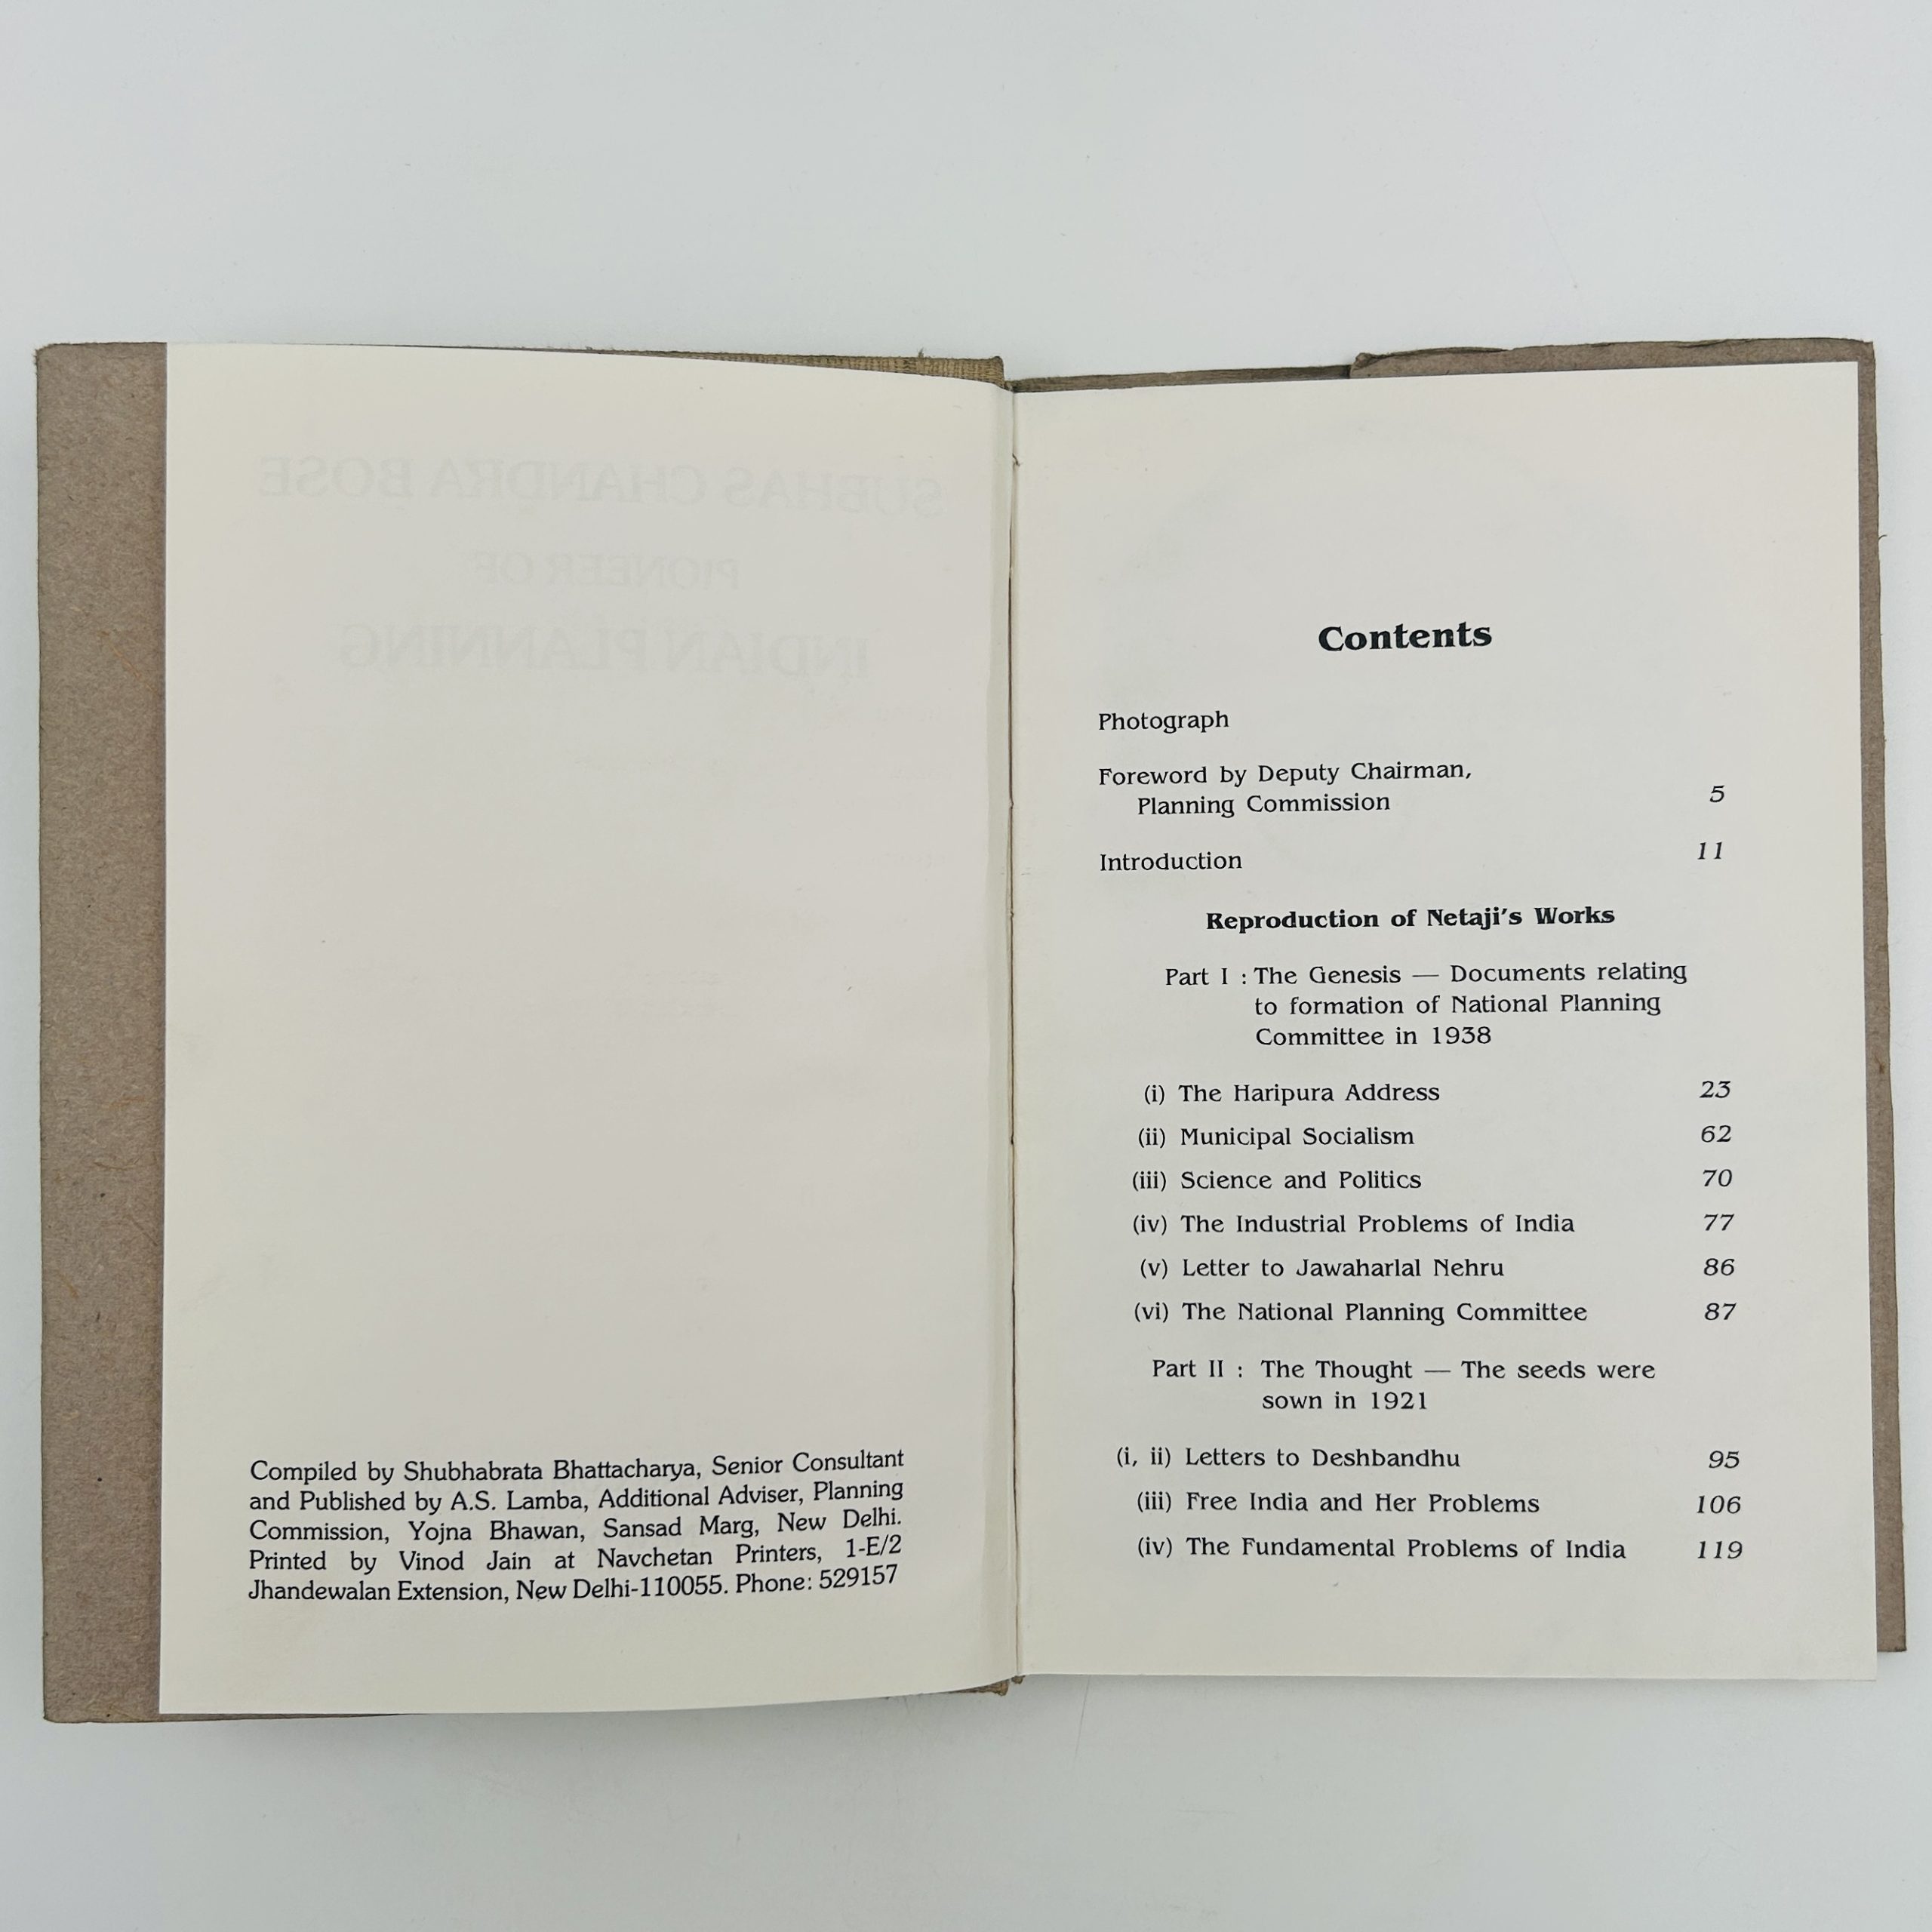 SUBHAS CHANDRA BOSE
PIONEER OF
INDIAN PLANNING
Compiled by Shubhabrata Bhattacharya, Senior Consultant
and Published by A.S. Lamba, Additional Adviser, Planning
Commission, Yojna Bhawan, Sansad Marg, New Delhi.
Printed by Vinod Jain at Navchetan Printers, 1-E/2
Jhandewalan Extension, New Delhi-110055. Phone: 529157
Contents
Photograph
Foreword by Deputy Chairman,
Planning Commission 5
Introduction 11
Reproduction of Netaji's Works
Part I : The Genesis — Documents relating
to formation of National Planning
Committee in 1938
(i) The Haripura Address 23
(ii) Municipal Socialism 62
(iii) Science and Politics 70
(iv) The Industrial Problems of India 77
(v) Letter to Jawaharlal Nehru 86
(vi) The National Planning Committee 87
Part II : The Thought — The seeds were
sown in 1921
(i, ii) Letters to Deshbandhu 95
(iii) Free India and Her Problems 106
(iv) The Fundamental Problems of India 119